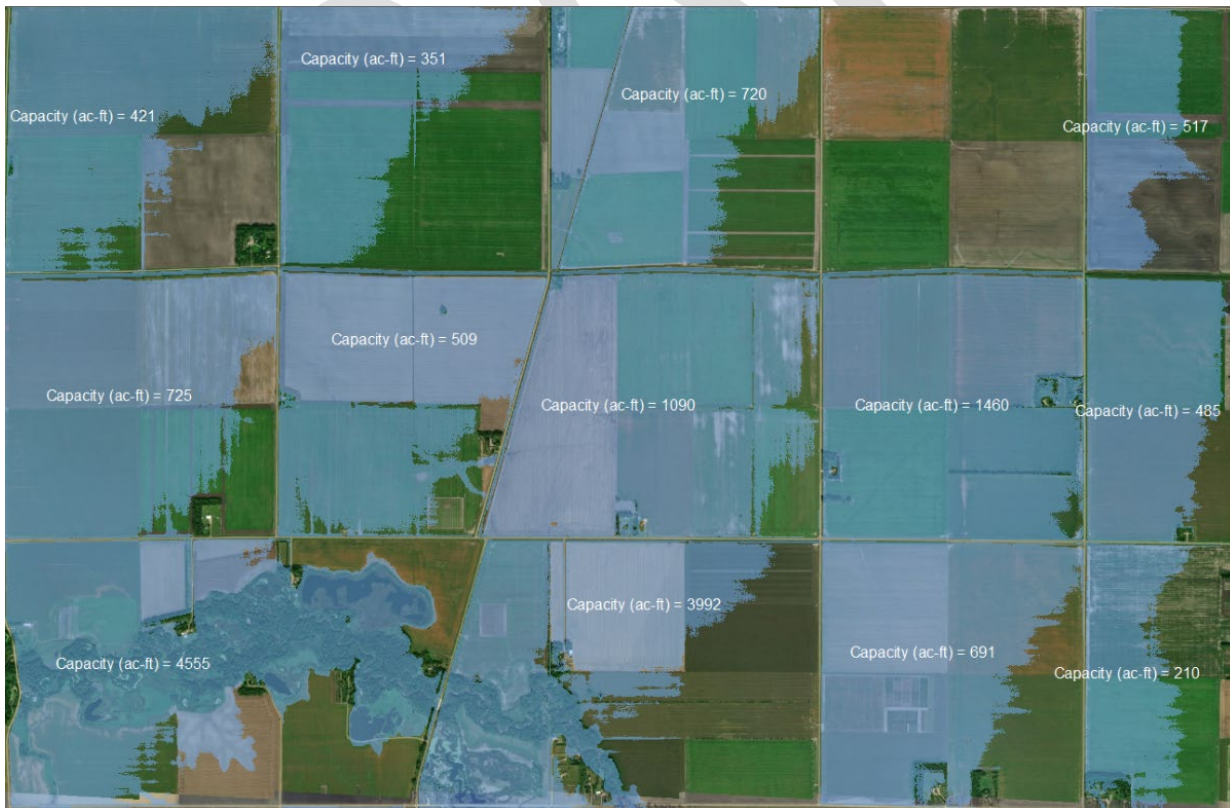 Capacity (ac-ft) = 351
Capacity (ac-ft) = 720
Capacity (ac-ft) = 421
Capacity (ac-ft) = 517
Capacity (ac-ft) = 509
Capacity (ac-ft) = 725
Capacity (ac-ft) = 1090
Capacity (ac-ft) = 1460
Capacity (ac-ft) = 485
Capacity (ac-ft) = 3992
Capacity (ac-ft) = 4555
Capacity (ac-ft) = 691
Capacity (ac-ft) = 210